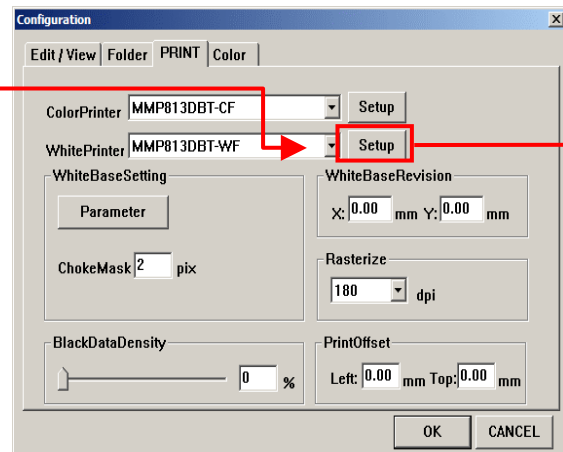 Configuration
Edit / View Folder PRINT Color
ColorPrinter MMP813DBT-CF Setup
WhitePrinter MMP813DBT-WF Setup
WhiteBaseSetting
Parameter
ChokeMask 2 pix
WhiteBaseRevision
X: 0.00 mm Y: 0.00 mm
Rasterize
180 dpi
BlackDataDensity
0 %
PrintOffset
Left: 0.00 mm Top: 0.00 mm
OK CANCEL